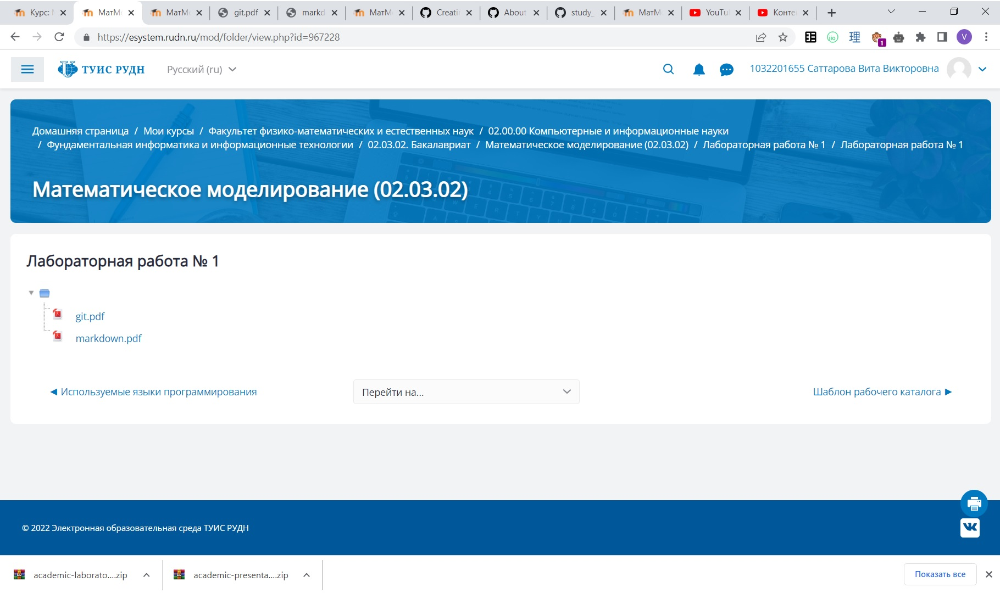 Курс:
МатМ
МатМ
git.pdf
markd
МатМ
Creati
About
study_
МатМ
YouTu
Конте
https://esystem.rudn.ru/mod/folder/view.php?id=967228
jio
理
1
V
ТУИС РУДН
Русский (ru)
1032201655 Саттарова Вита Викторовна
Домашняя страница / Мои курсы / Факультет физико-математических и естественных наук / 02.00.00 Компьютерные и информационные науки
/ Фундаментальная информатика и информационные технологии / 02.03.02. Бакалавриат / Математическое моделирование (02.03.02) / Лабораторная работа № 1 / Лабораторная работа № 1
Математическое моделирование (02.03.02)
Лабораторная работа № 1
git.pdf
markdown.pdf
◄ Используемые языки программирования
Перейти на...
Шаблон рабочего каталога ►
© 2022 Электронная образовательная среда ТУИС РУДН
academic-laborato....zip
academic-presenta....zip
Показать все